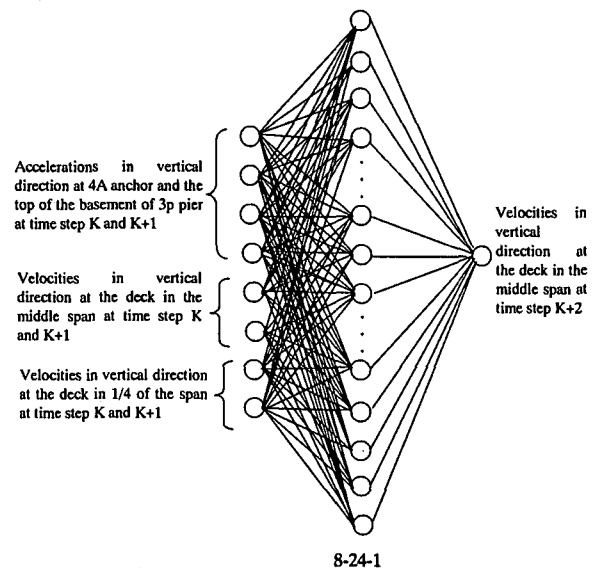 Accelerations in vertical
direction at 4A anchor and the
top of the basement of 3p pier
at time step K and K+1
Velocities in vertical
direction at the deck in the
middle span at time step K
and K+1
Velocities in vertical direction
at the deck in 1/4 of the span
at time step K and K+1
Velocities in
vertical
direction at
the deck in the
middle span at
time step K+2
8-24-1